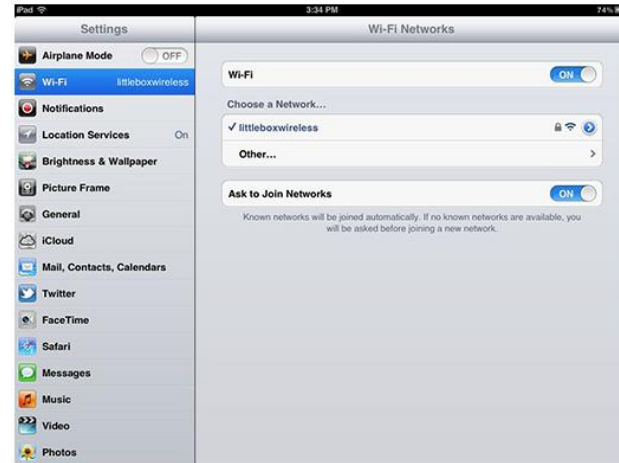 iPad 3:34 PM 74%
Settings
Wi-Fi Networks
Airplane Mode OFF
Wi-Fi littleboxwireless
Notifications
Location Services On
Brightness & Wallpaper
Picture Frame
General
iCloud
Mail, Contacts, Calendars
Twitter
FaceTime
Safari
Messages
Music
Video
Photos
Wi-Fi ON
Choose a Network...
✓ littleboxwireless
Other...
Ask to Join Networks ON
Known networks will be joined automatically. If no known networks are available, you
will be asked before joining a new network.